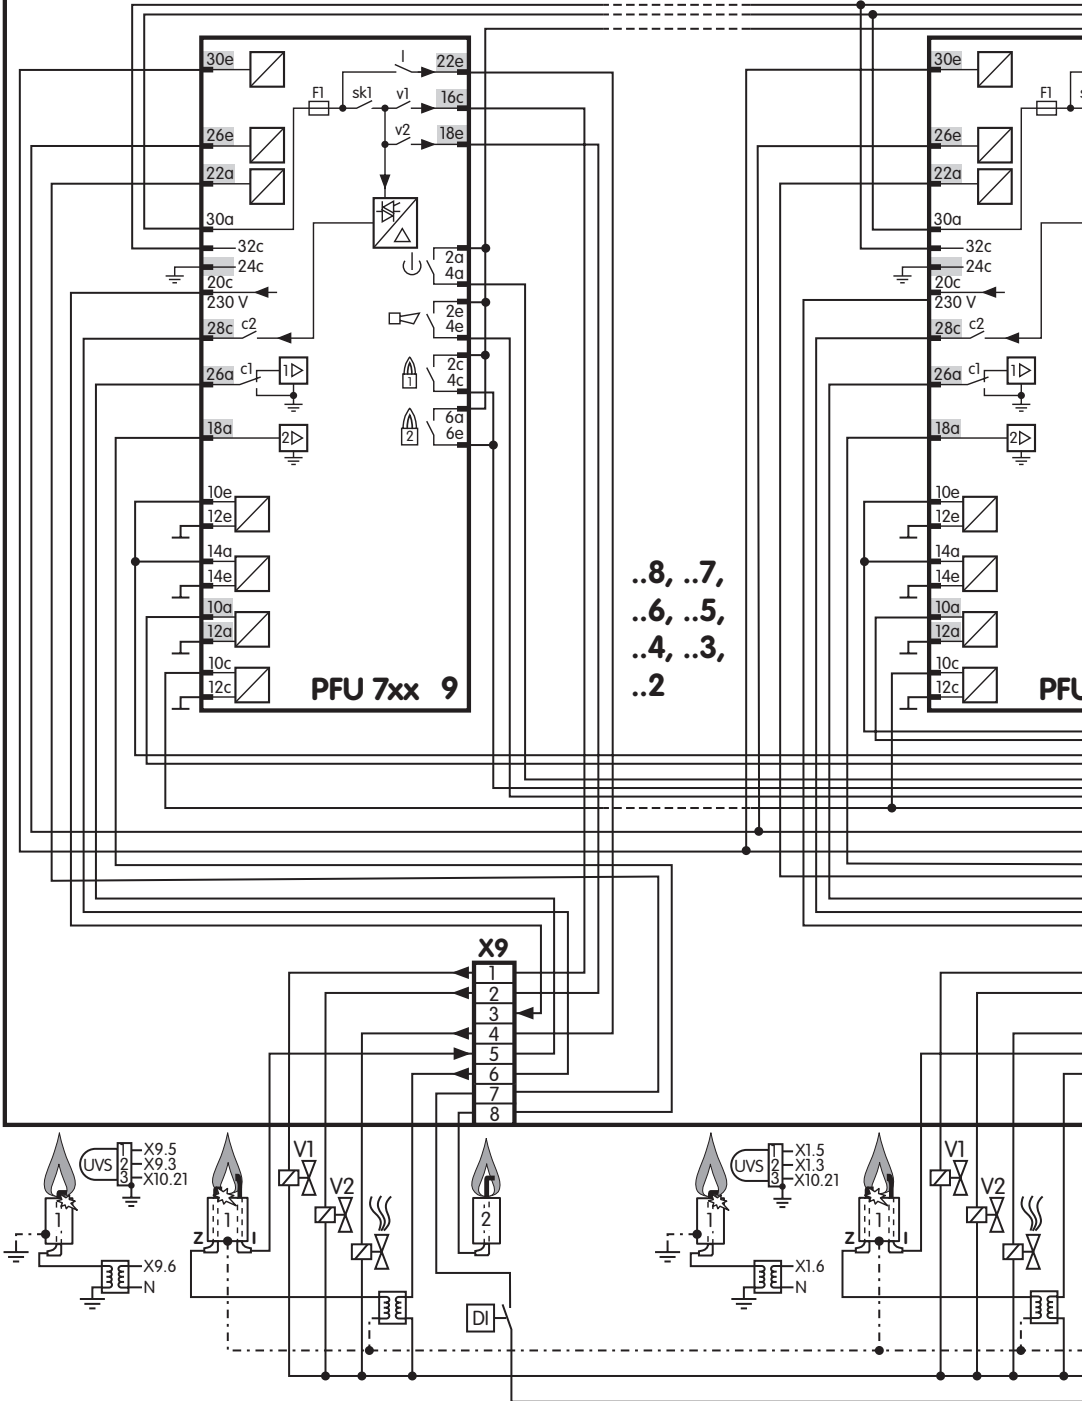 30e
22e
F1
sk1
I
v1
16c
v2
18e
26e
22a
30a
32c
24c
20c
230 V
28c
c2
26a
c1
1
18a
2
2a
4a
2e
4e
1
2c
4c
2
6a
6e
10e
12e
14a
14e
10a
12a
10c
12c
PFU 7xx 9
..8, ..7,
..6, ..5,
..4, ..3,
..2
30e
F1
26e
22a
30a
32c
24c
20c
230 V
28c
c2
26a
c1
1
18a
2
10e
12e
14a
14e
10a
12a
10c
12c
PFU
X9
1
2
3
4
5
6
7
8
1
UVS
1
2
3
X9.5
X9.3
X10.21
X9.6
N
1
Z
I
V1
V2
2
DI
1
UVS
1
2
3
X1.5
X1.3
X10.21
X1.6
N
1
Z
I
V1
V2